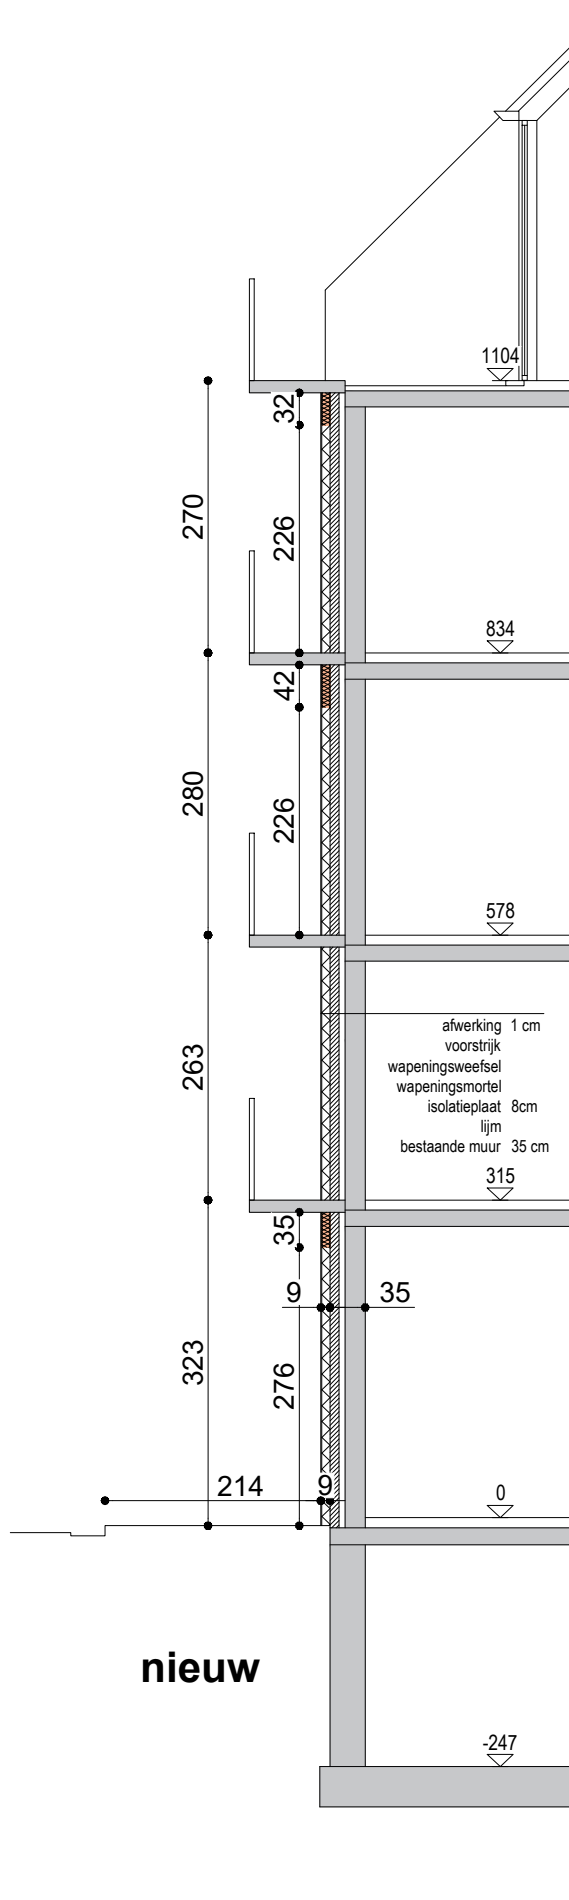 1104
32
270
226
834
42
280
226
578
afwerking 1 cm
voorstrijk
wapeningsweefsel
wapeningsmortel
isolatieplaat 8cm
lijm
bestaande muur 35 cm
263
315
35
9 35
323
276
214 9
0
nieuw
-247